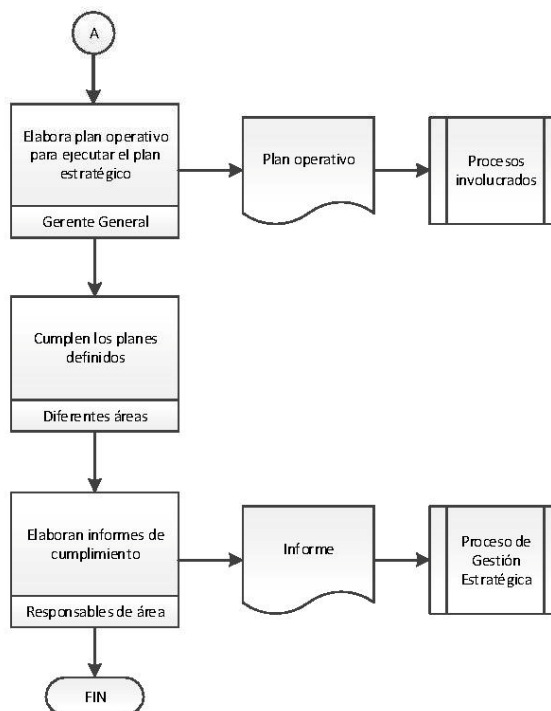 A
Elabora plan operativo
para ejecutar el plan
estratégico
Gerente General
Plan operativo
Procesos
involucrados
Cumplen los planes
definidos
Diferentes áreas
Elaboran informes de
cumplimiento
Responsables de área
Informe
Proceso de
Gestión
Estratégica
FIN